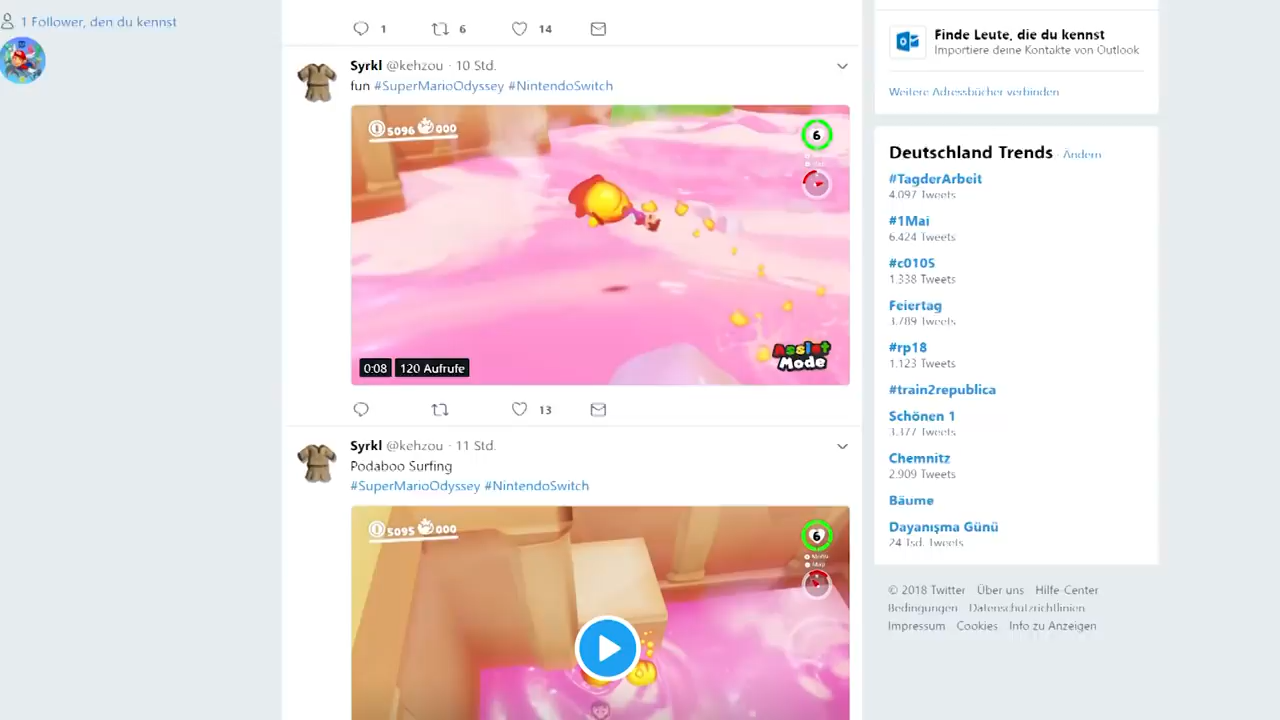 1 Follower, den du kennst
1 6 14
Syrkl @kehzou · 10 Std.
fun #SuperMarioOdyssey #NintendoSwitch
5096 000
6
Assist
Mode
0:08 120 Aufrufe
13
Syrkl @kehzou · 11 Std.
Podaboo Surfing
#SuperMarioOdyssey #NintendoSwitch
5095 000
6
Finde Leute, die du kennst
Importiere deine Kontakte von Outlook
Weitere Adressbücher verbinden
Deutschland Trends · Ändern
#TagderArbeit
4.097 Tweets
#1Mai
6.424 Tweets
#c0105
1.338 Tweets
Feiertag
3.789 Tweets
#rp18
1.123 Tweets
#train2republica
Schönen 1
3.377 Tweets
Chemnitz
2.909 Tweets
Bäume
Dayanışma Günü
24 Tsd. Tweets
© 2018 Twitter Über uns Hilfe-Center
Bedingungen Datenschutzrichtlinien
Impressum Cookies Info zu Anzeigen